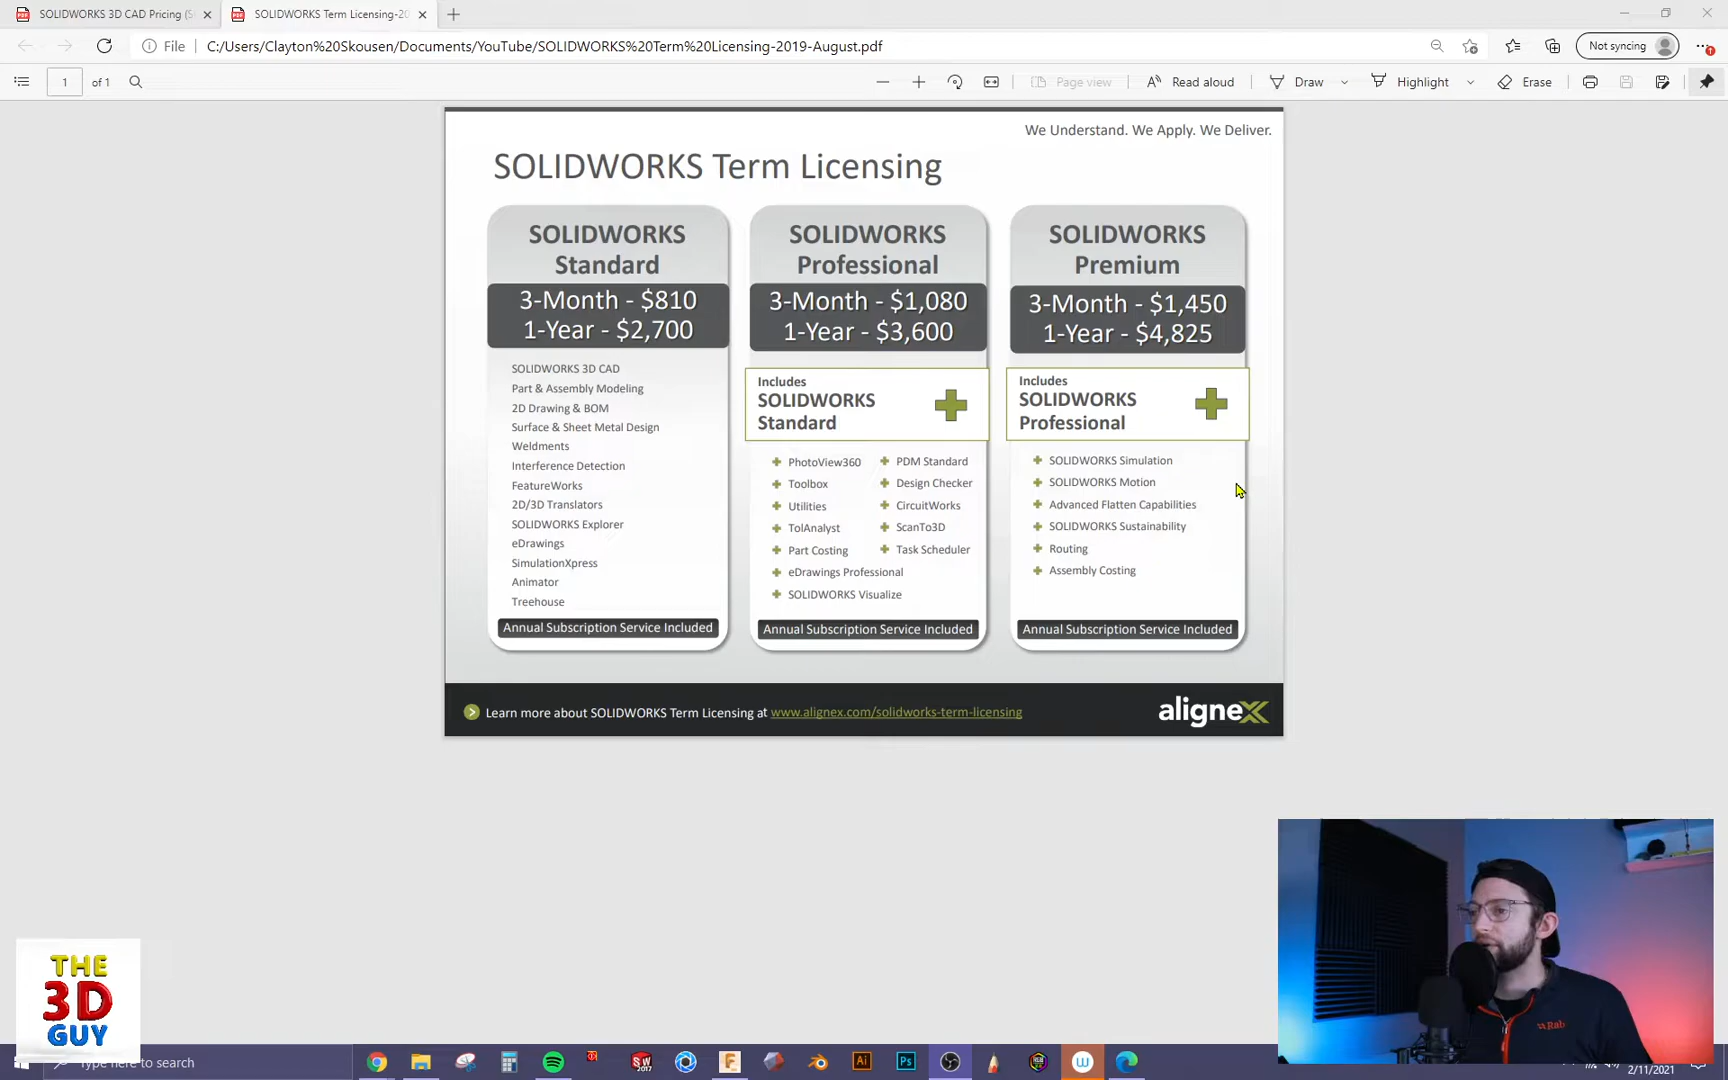 SOLIDWORKS 3D CAD Pricing (S
SOLIDWORKS Term Licensing-20
File
C:/Users/Clayton%20Skousen/Documents/YouTube/SOLIDWORKS%20Term%20Licensing-2019-August.pdf
Not syncing
1 of 1
Page view
Read aloud
Draw
Highlight
Erase
We Understand. We Apply. We Deliver.
SOLIDWORKS Term Licensing
SOLIDWORKS
Standard
3-Month - $810
1-Year - $2,700
SOLIDWORKS 3D CAD
Part & Assembly Modeling
2D Drawing & BOM
Surface & Sheet Metal Design
Weldments
Interference Detection
FeatureWorks
2D/3D Translators
SOLIDWORKS Explorer
eDrawings
SimulationXpress
Animator
Treehouse
Annual Subscription Service Included
SOLIDWORKS
Professional
3-Month - $1,080
1-Year - $3,600
Includes
SOLIDWORKS
Standard
PhotoView360
Toolbox
Utilities
TolAnalyst
Part Costing
eDrawings Professional
SOLIDWORKS Visualize
PDM Standard
Design Checker
CircuitWorks
ScanTo3D
Task Scheduler
Annual Subscription Service Included
SOLIDWORKS
Premium
3-Month - $1,450
1-Year - $4,825
Includes
SOLIDWORKS
Professional
SOLIDWORKS Simulation
SOLIDWORKS Motion
Advanced Flatten Capabilities
SOLIDWORKS Sustainability
Routing
Assembly Costing
Annual Subscription Service Included
Learn more about SOLIDWORKS Term Licensing at www.alignex.com/solidworks-term-licensing
alignex
Rab
THE
3D
GUY
Type here to search
SW
2017
F
Ai
Ps
W
2/11/2021